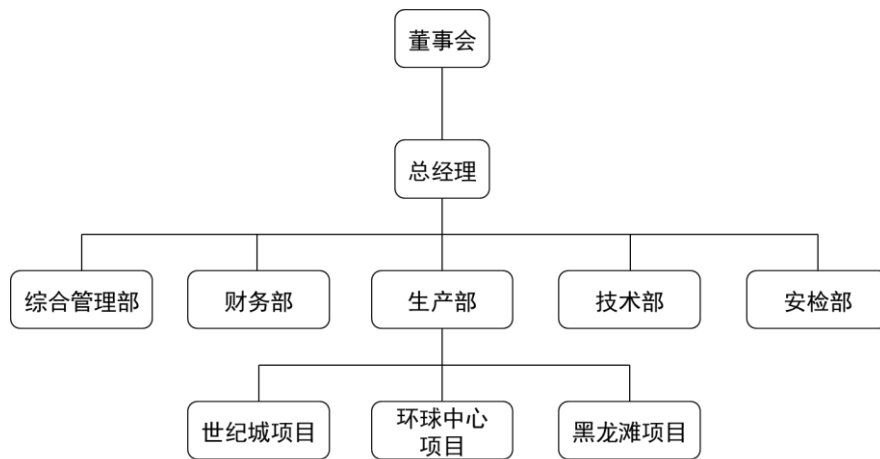 董事会
总经理
综合管理部
财务部
生产部
技术部
安检部
世纪城项目
环球中心
项目
黑龙滩项目